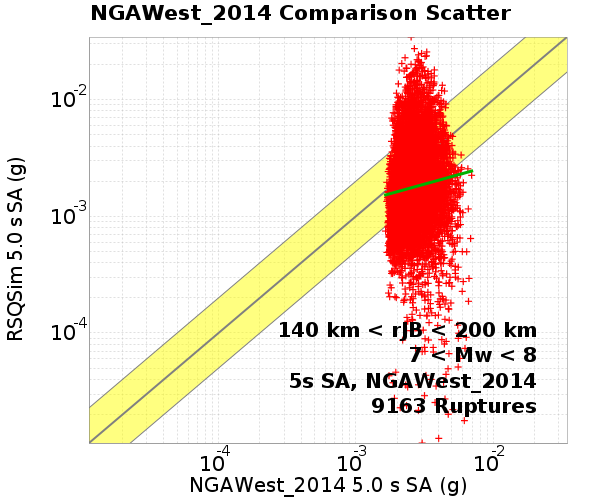 NGAWest_2014 Comparison Scatter
RSQSim 5.0 s SA (g)
10-2
10-3
10-4
140 km < rJB < 200 km
7 < Mw < 8
5s SA, NGAWest_2014
9163 Ruptures
10-4 10-3 10-2
NGAWest_2014 5.0 s SA (g)